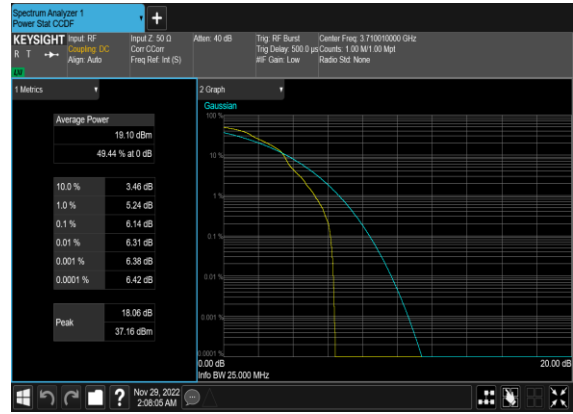 Spectrum Analyzer 1
Power Stat CCDF
KEYSIGHT
R T
LXI
Input: RF
Coupling: DC
Align: Auto
Input Z: 50 Ω
Corr CCorr
Freq Ref: Int (S)
Atten: 40 dB
Trig: RF Burst
Trig Delay: 500.0 µs
#IF Gain: Low
Center Freq: 3.710010000 GHz
Counts: 1.00 M/1.00 Mpt
Radio Std: None
1 Metrics
Average Power
19.10 dBm
49.44 % at 0 dB
10.0 % 3.46 dB
1.0 % 5.24 dB
0.1 % 6.14 dB
0.01 % 6.31 dB
0.001 % 6.38 dB
0.0001 % 6.42 dB
Peak
18.06 dB
37.16 dBm
2 Graph
Gaussian
100 %
10 %
1 %
0.1 %
0.01 %
0.001 %
0.0001 %
0.00 dB 20.00 dB
Info BW 25.000 MHz
?
Nov 29, 2022
2:08:05 AM